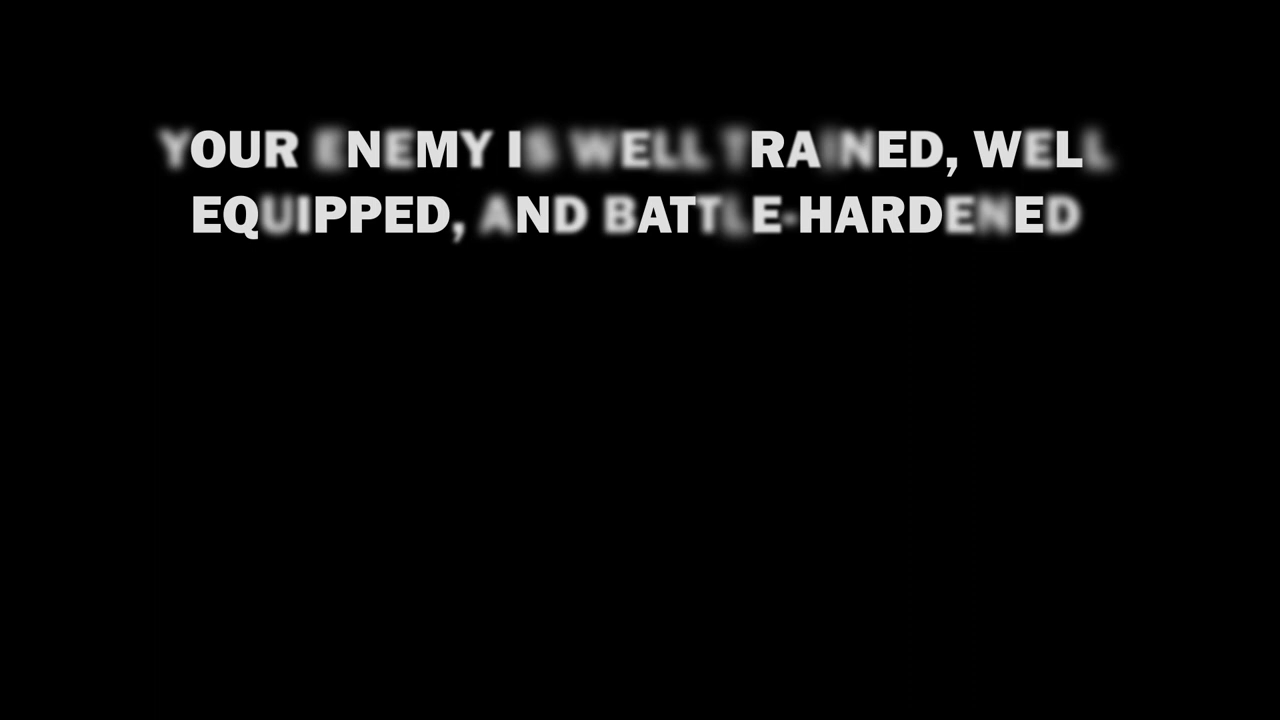 YOUR ENEMY IS WELL TRAINED, WELL
EQUIPPED, AND BATTLE-HARDENED